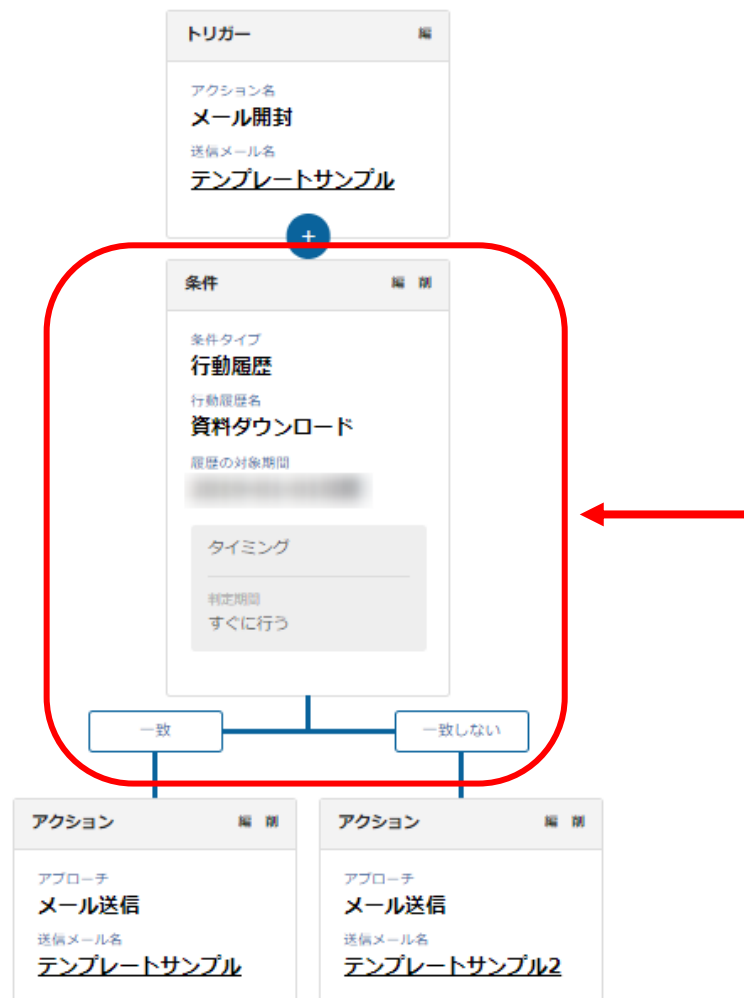 トリガー 編
アクション名
メール開封
送信メール名
テンプレートサンプル
+
条件 編 削
条件タイプ
行動履歴
行動履歴名
資料ダウンロード
履歴の対象期間
タイミング
判定期間
すぐに行う
一致 一致しない
アクション 編 削 アクション 編 削
アプローチ アプローチ
メール送信 メール送信
送信メール名 送信メール名
テンプレートサンプル テンプレートサンプル2